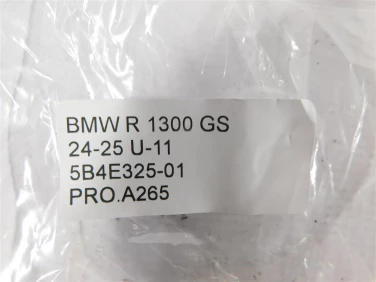 BMW R 1300 GS
24-25 U-11
5B4E325-01
PRO.A265